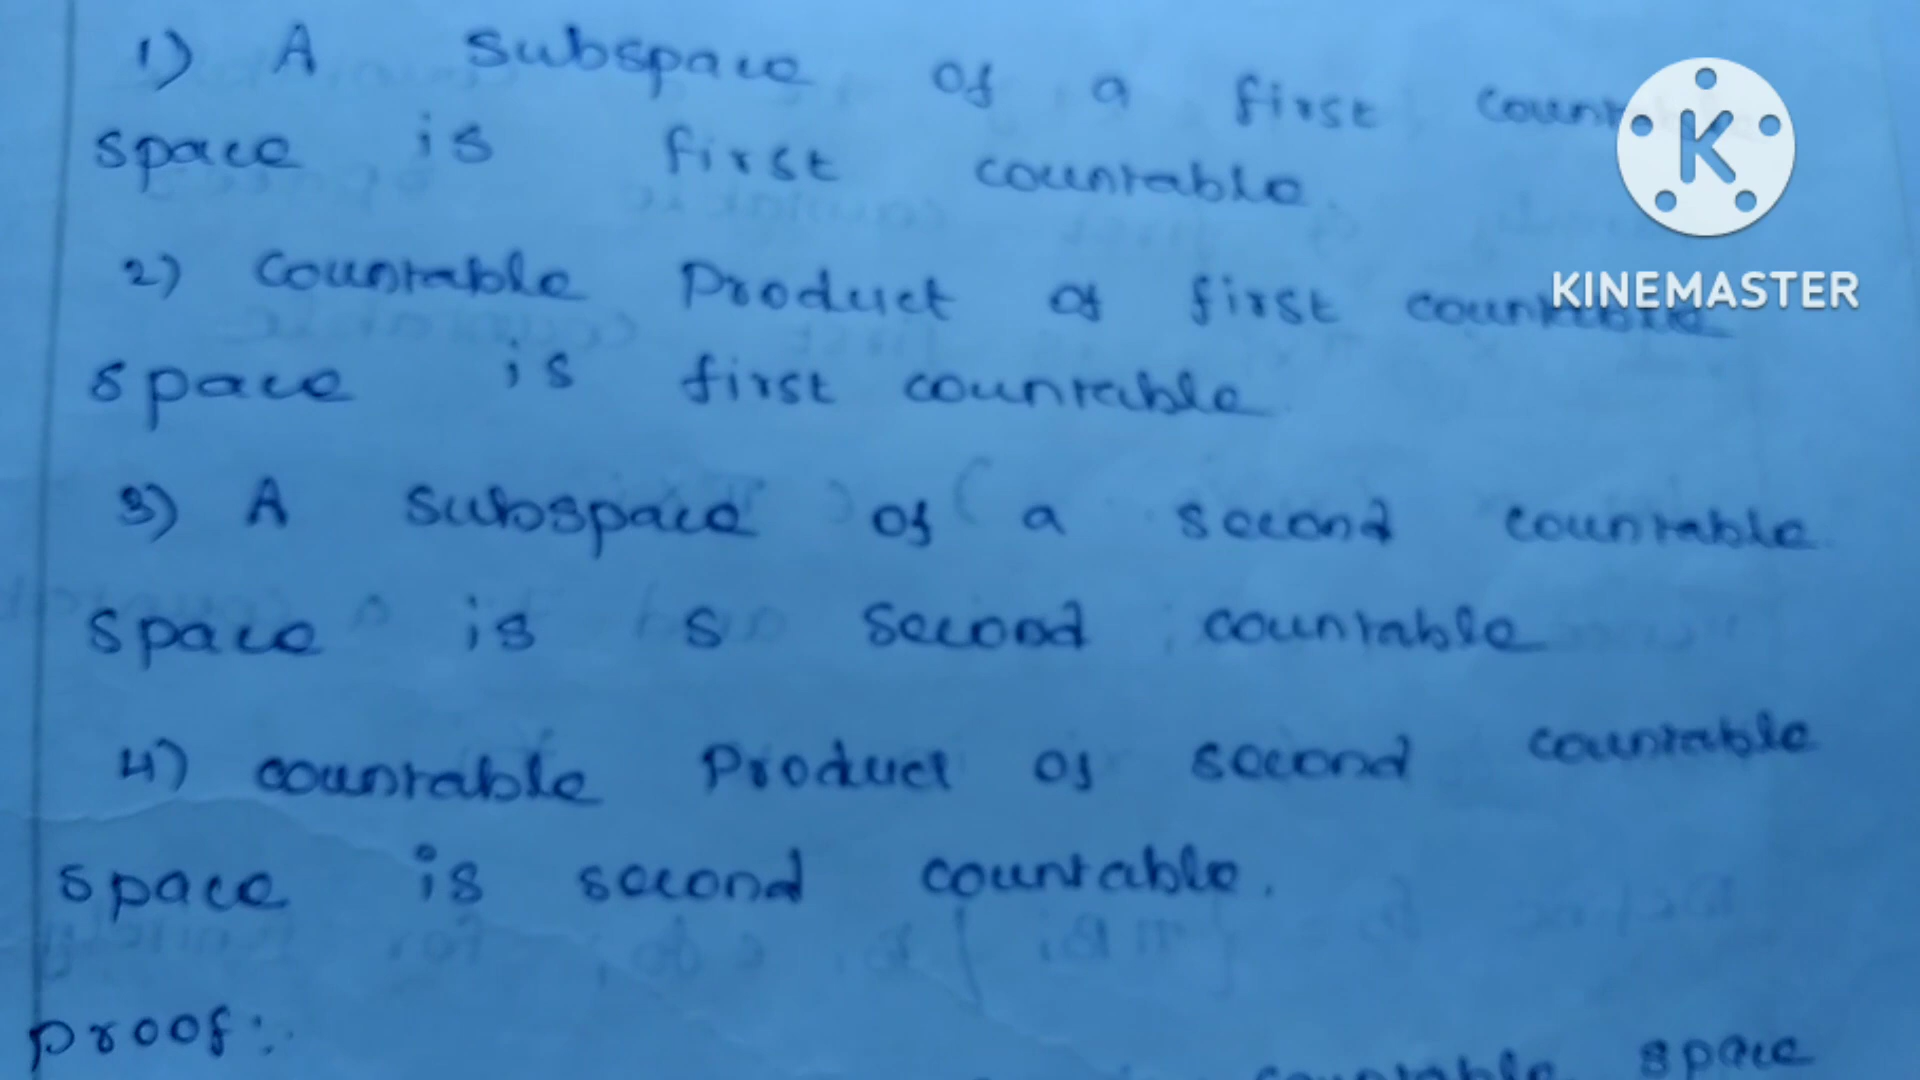 1) A subspace of a first
space is first countable.
2) countable product of first countable
space is first countable
3) A subspace of a second countable
space is s second countable
4) countable product of second countable
space is second countable.
proof:
countable space
K
KINEMASTER